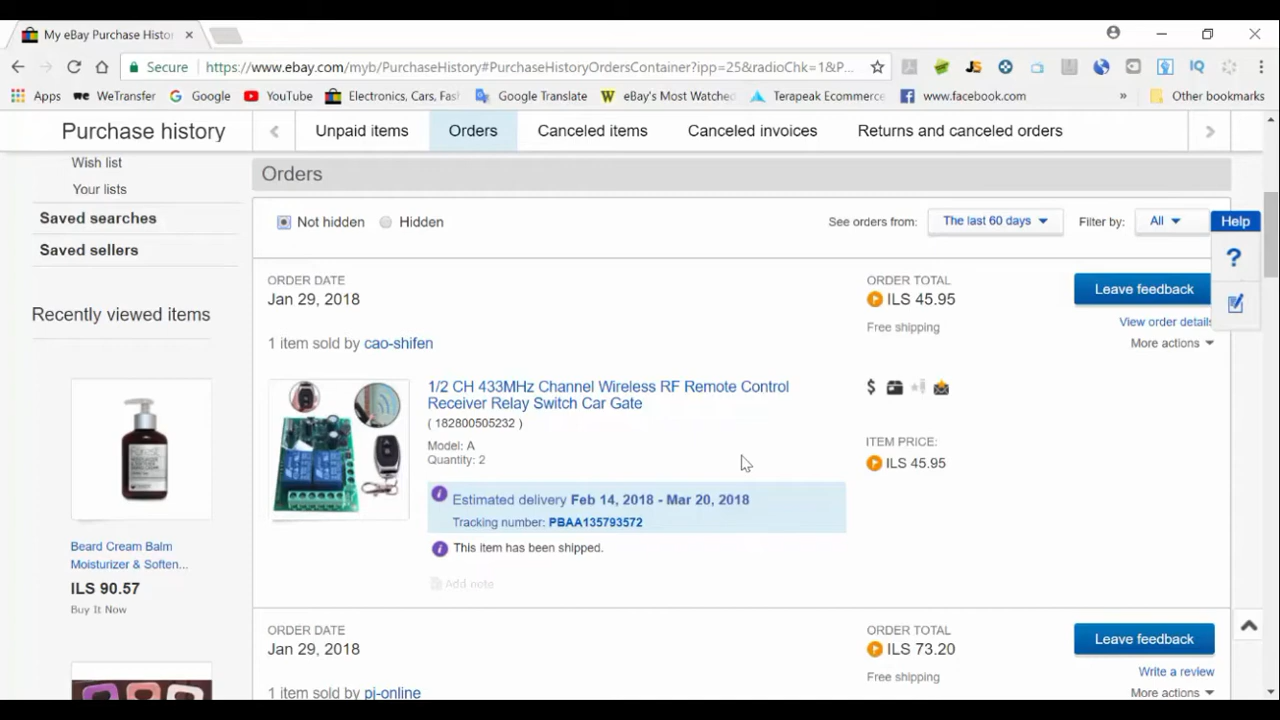 My eBay Purchase Histo
Secure
https://www.ebay.com/myb/PurchaseHistory#PurchaseHistoryOrdersContainer?ipp=25&radioChk=1&P...
JS
IQ
Apps
we WeTransfer
G Google
YouTube
Electronics, Cars, Fas
Google Translate
W eBay's Most Watched
Terapeak Ecommerce
www.facebook.com
»
Other bookmarks
Purchase history
Unpaid items
Orders
Canceled items
Canceled invoices
Returns and canceled orders
Wish list
Your lists
Saved searches
Saved sellers
Recently viewed items
Beard Cream Balm
Moisturizer & Soften...
ILS 90.57
Buy It Now
Orders
Not hidden
Hidden
See orders from:
The last 60 days
Filter by:
All
Help
?
ORDER DATE
Jan 29, 2018
ORDER TOTAL
ILS 45.95
Free shipping
Leave feedback
View order details
More actions
1 item sold by cao-shifen
1/2 CH 433MHz Channel Wireless RF Remote Control
Receiver Relay Switch Car Gate
( 182800505232 )
Model: A
Quantity: 2
$
ITEM PRICE:
ILS 45.95
Estimated delivery Feb 14, 2018 - Mar 20, 2018
Tracking number: PBAA135793572
This item has been shipped.
Add note
ORDER DATE
Jan 29, 2018
ORDER TOTAL
ILS 73.20
Free shipping
Leave feedback
Write a review
More actions
1 item sold by pj-online